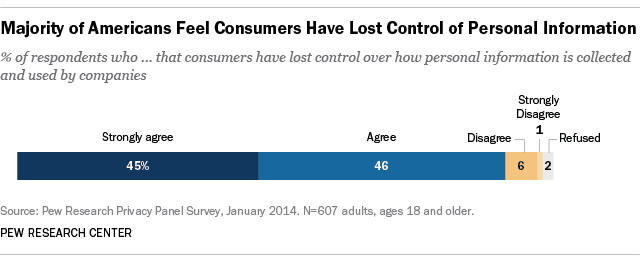 Majority of Americans Feel Consumers Have Lost Control of Personal Information
% of respondents who ... that consumers have lost control over how personal information is collected
and used by companies
Strongly agree
Agree
Disagree
Strongly
Disagree
1
Refused
45%
46
6
2
Source: Pew Research Privacy Panel Survey, January 2014. N=607 adults, ages 18 and older.
PEW RESEARCH CENTER